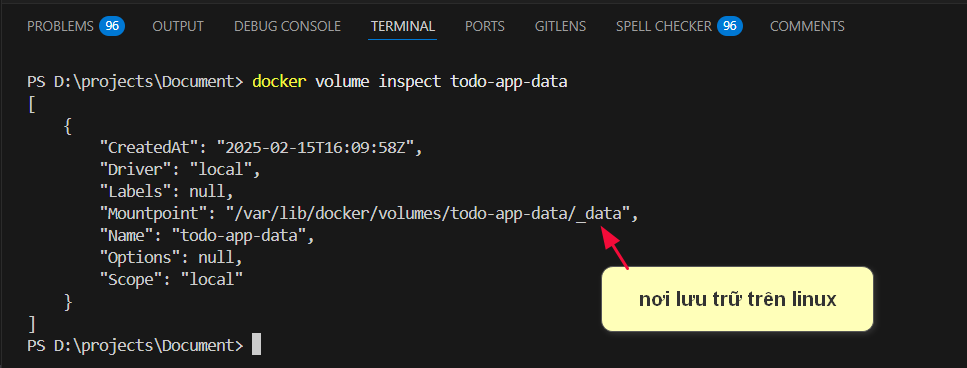 PROBLEMS 96 OUTPUT DEBUG CONSOLE TERMINAL PORTS GITLENS SPELL CHECKER 96 COMMENTS
PS D:\projects\Document> docker volume inspect todo-app-data
[
    {
        "CreatedAt": "2025-02-15T16:09:58Z",
        "Driver": "local",
        "Labels": null,
        "Mountpoint": "/var/lib/docker/volumes/todo-app-data/_data",
        "Name": "todo-app-data",
        "Options": null,
        "Scope": "local"
    }
]
nơi lưu trữ trên linux
PS D:\projects\Document>